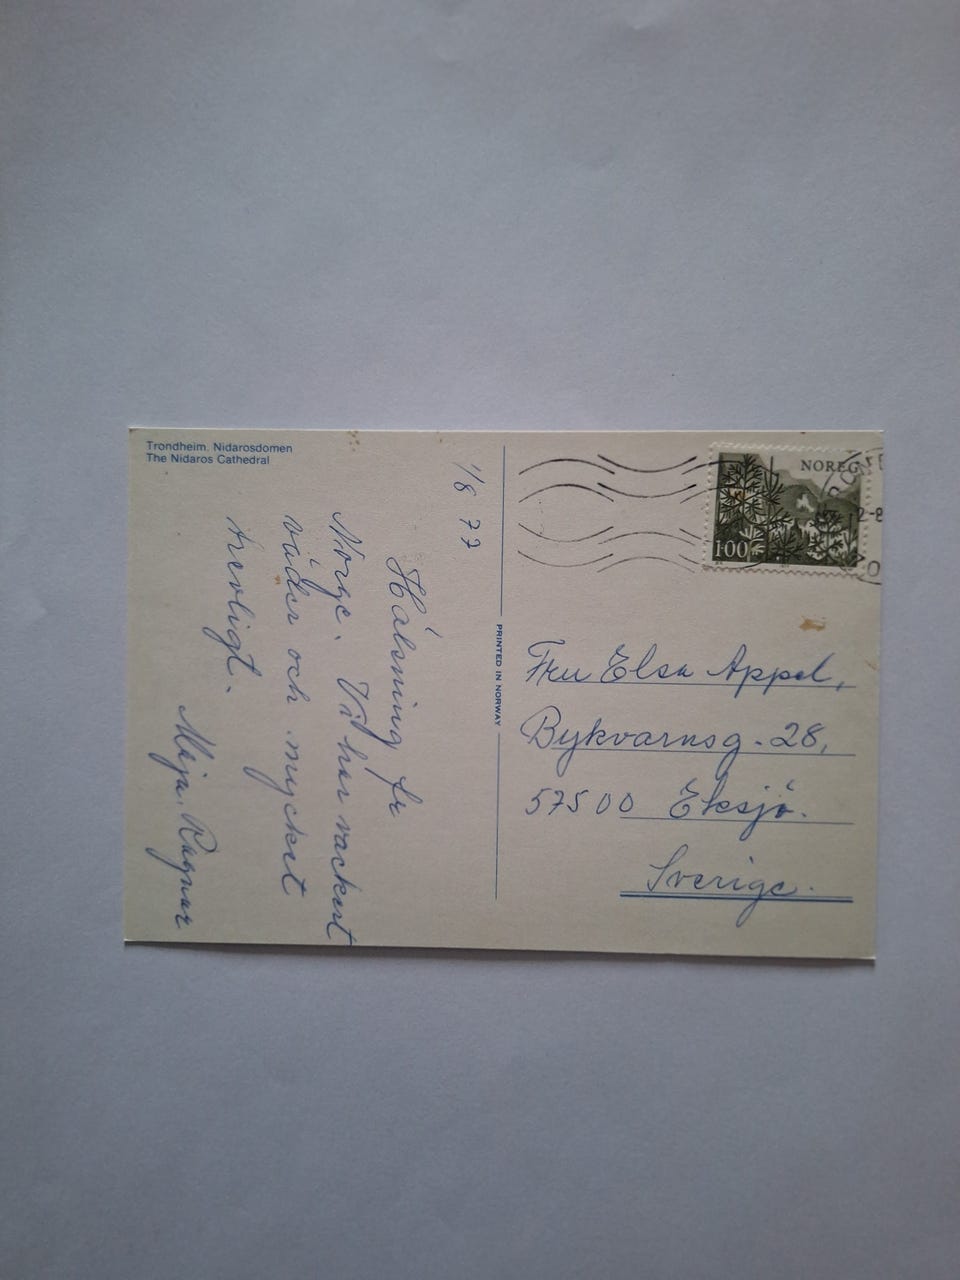 Trondheim. Nidarosdomen
The Nidaros Cathedral
1/8 77
Hälsning fr
Norge. Vi har vackert
väder och mycket
trevligt.
Maja. Ragnar
PRINTED IN NORWAY
NOREG
100
Fru Elsa Appel,
Bykvarnsg. 28,
57500 Eksjö.
Sverige.